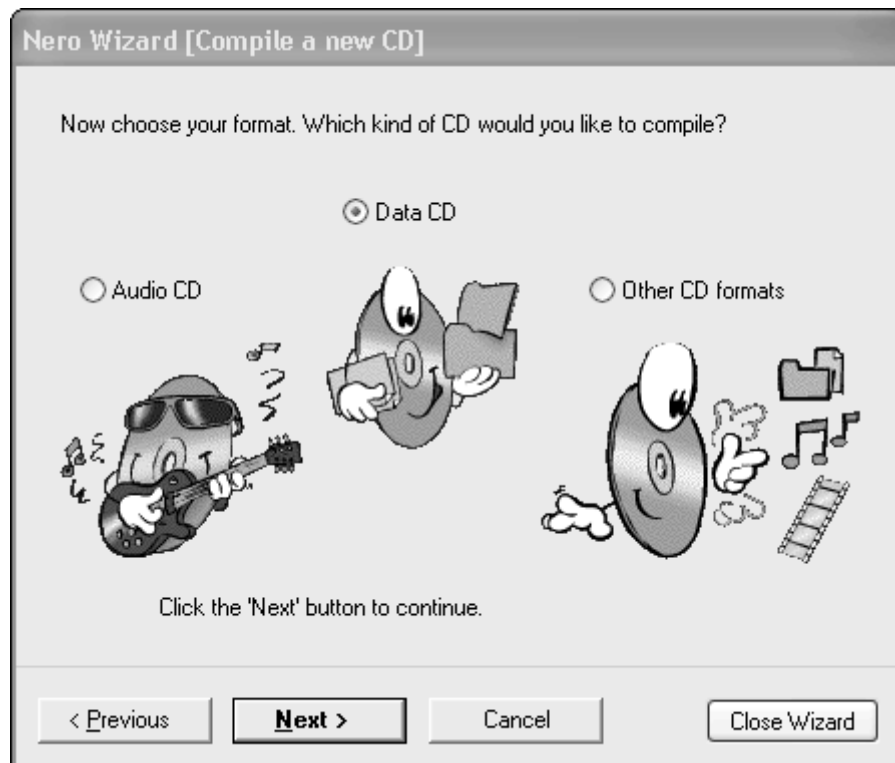 Nero Wizard [Compile a new CD]
Now choose your format. Which kind of CD would you like to compile?
Data CD
Audio CD
Other CD formats
Click the 'Next' button to continue.
< Previous
Next >
Cancel
Close Wizard